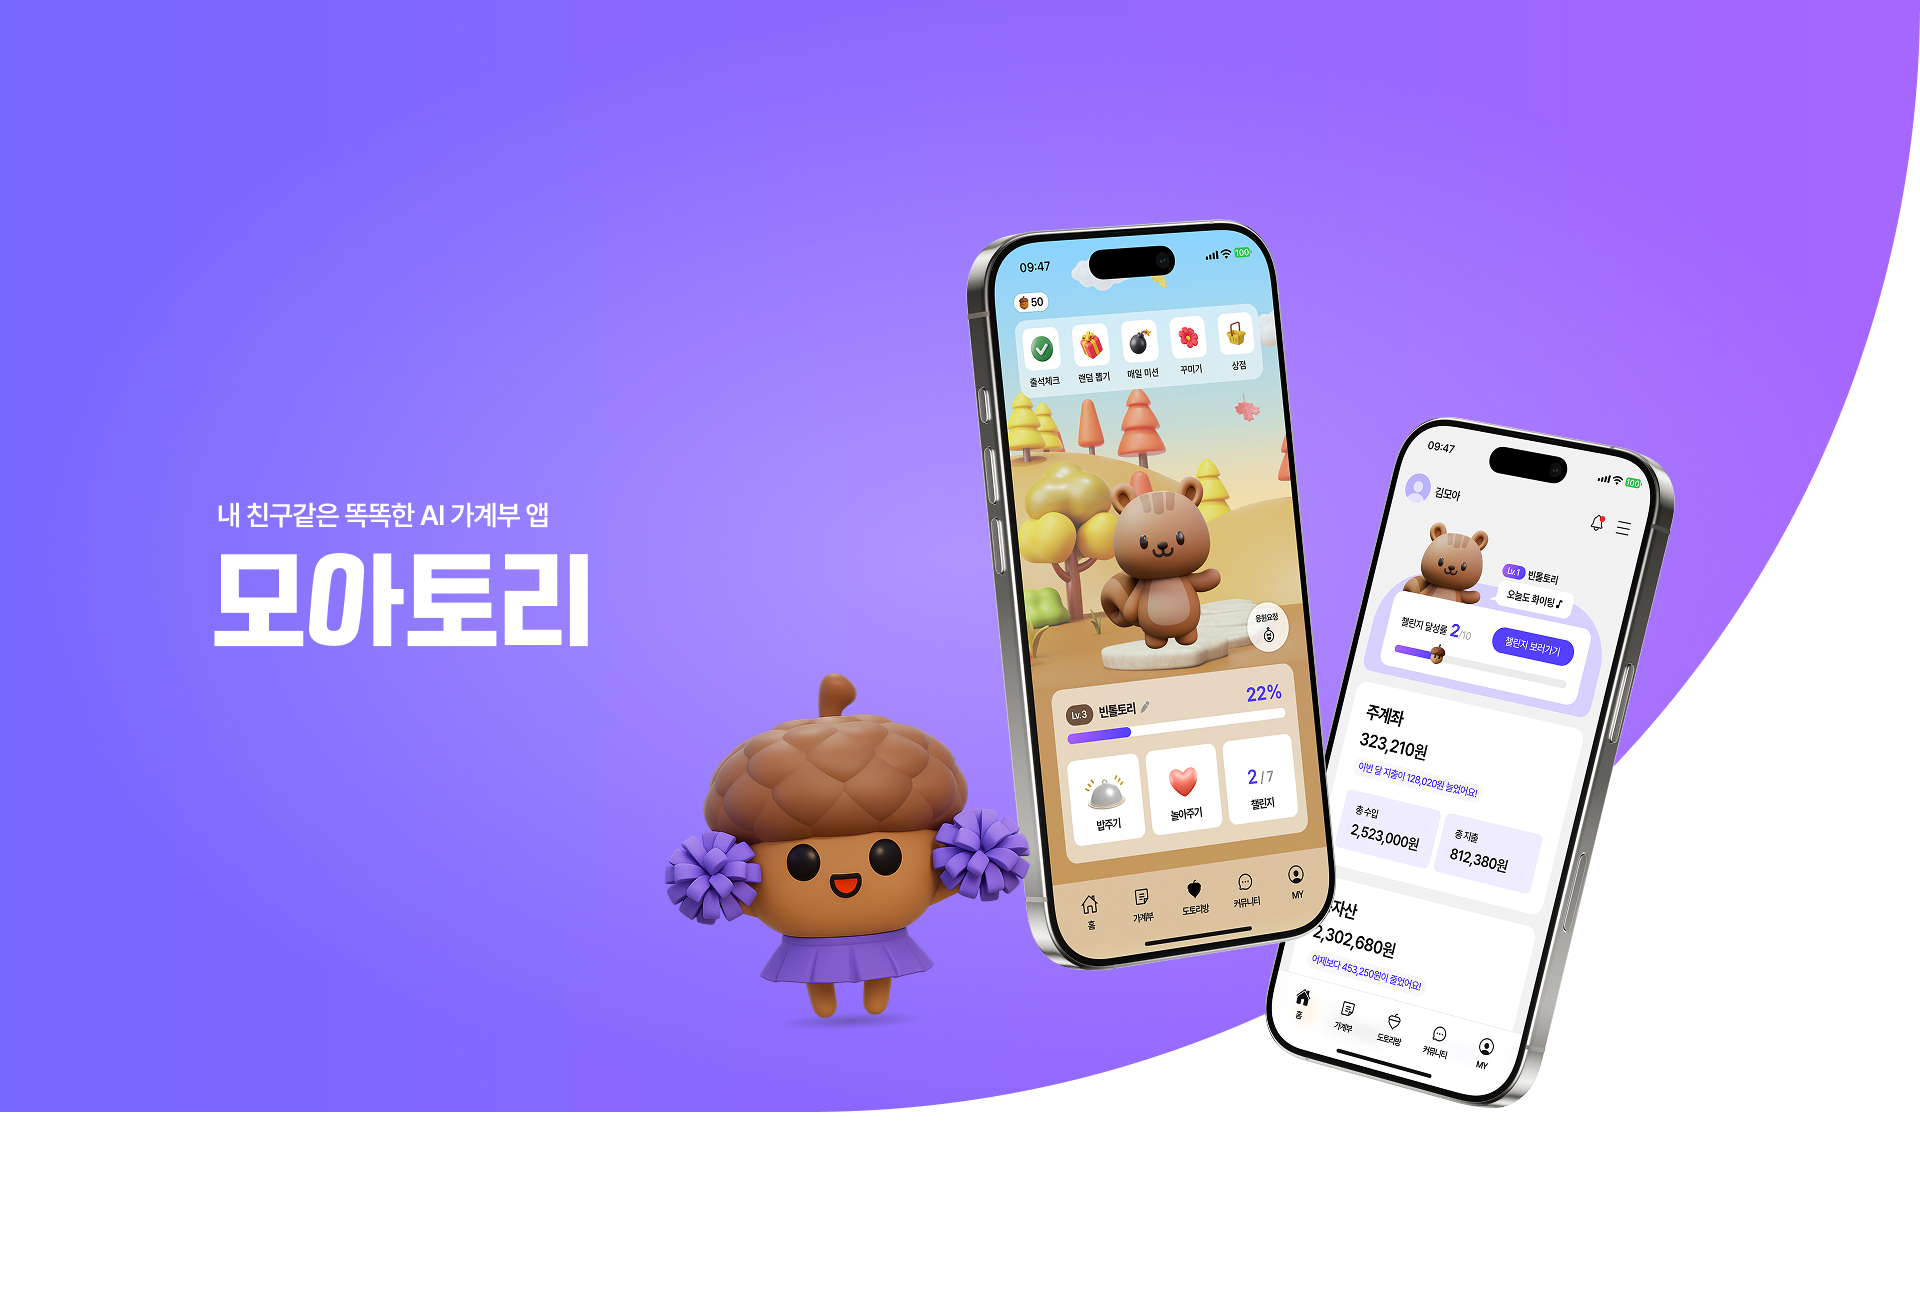 내 친구같은 똑똑한 AI 가계부 앱
모아토리
09:47
100
50
출석체크
랜덤 뽑기
매일 미션
꾸미기
상점
응원요정
Lv.3 빈톨토리
22%
밥주기
놀아주기
2 / 7
챌린지
홈
가계부
도토리방
커뮤니티
MY
09:47
100
김모아
Lv.1 빈톨토리
오늘도 화이팅♪
챌린지 달성율 2/10
챌린지 보러가기
주계좌
323,210원
이번 달 지출이 128,020원 늘었어요!
총 수입
2,523,000원
총 지출
812,380원
자산
2,302,680원
어제보다 453,250원이 줄었어요!
홈
가계부
도토리방
커뮤니티
MY